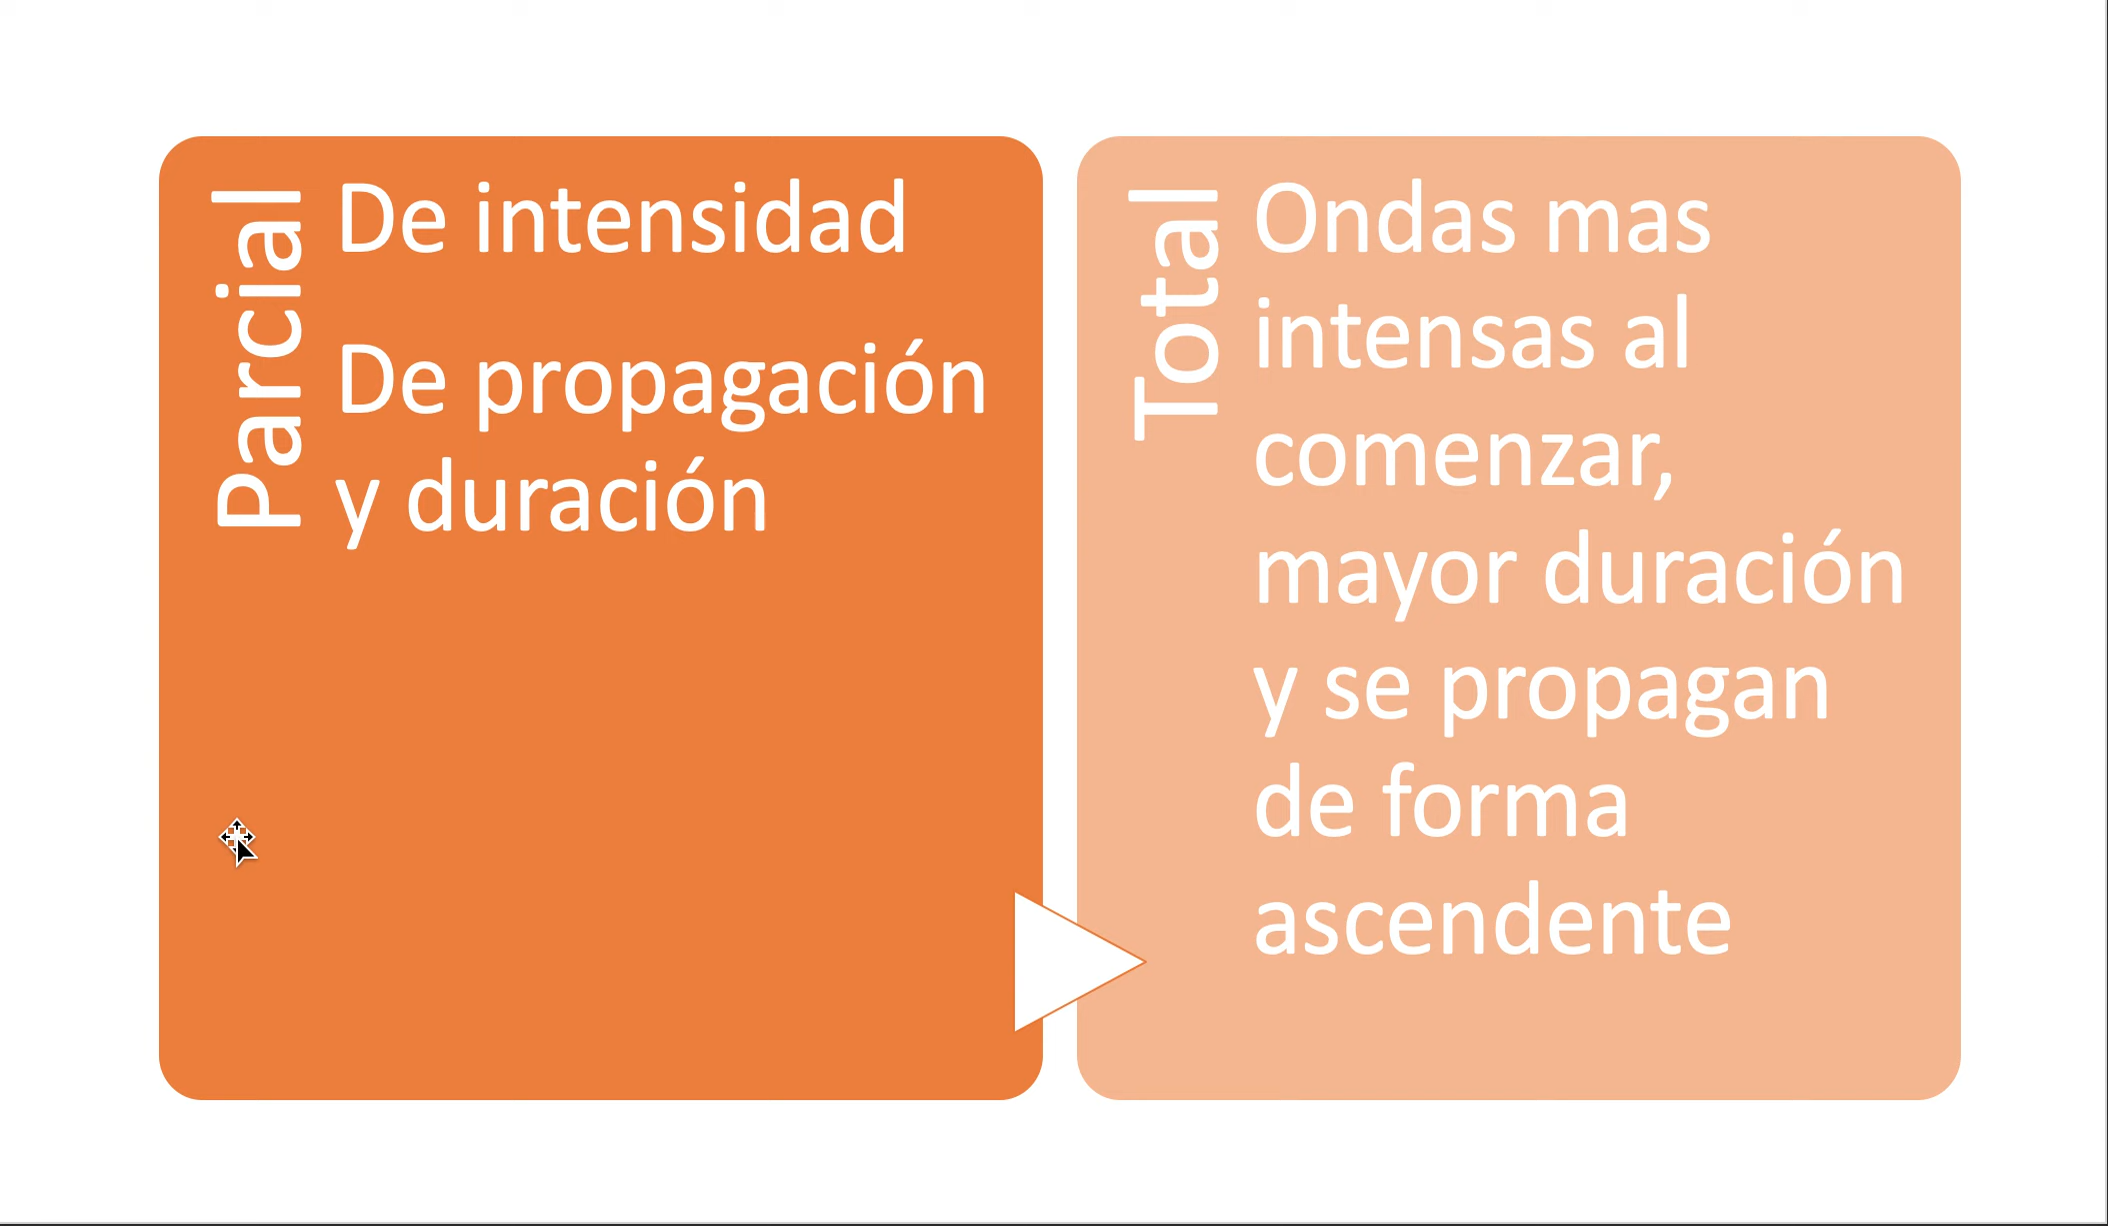 Parcial
De intensidad
De propagación
y duración
Total
Ondas mas
intensas al
comenzar,
mayor duración
y se propagan
de forma
ascendente